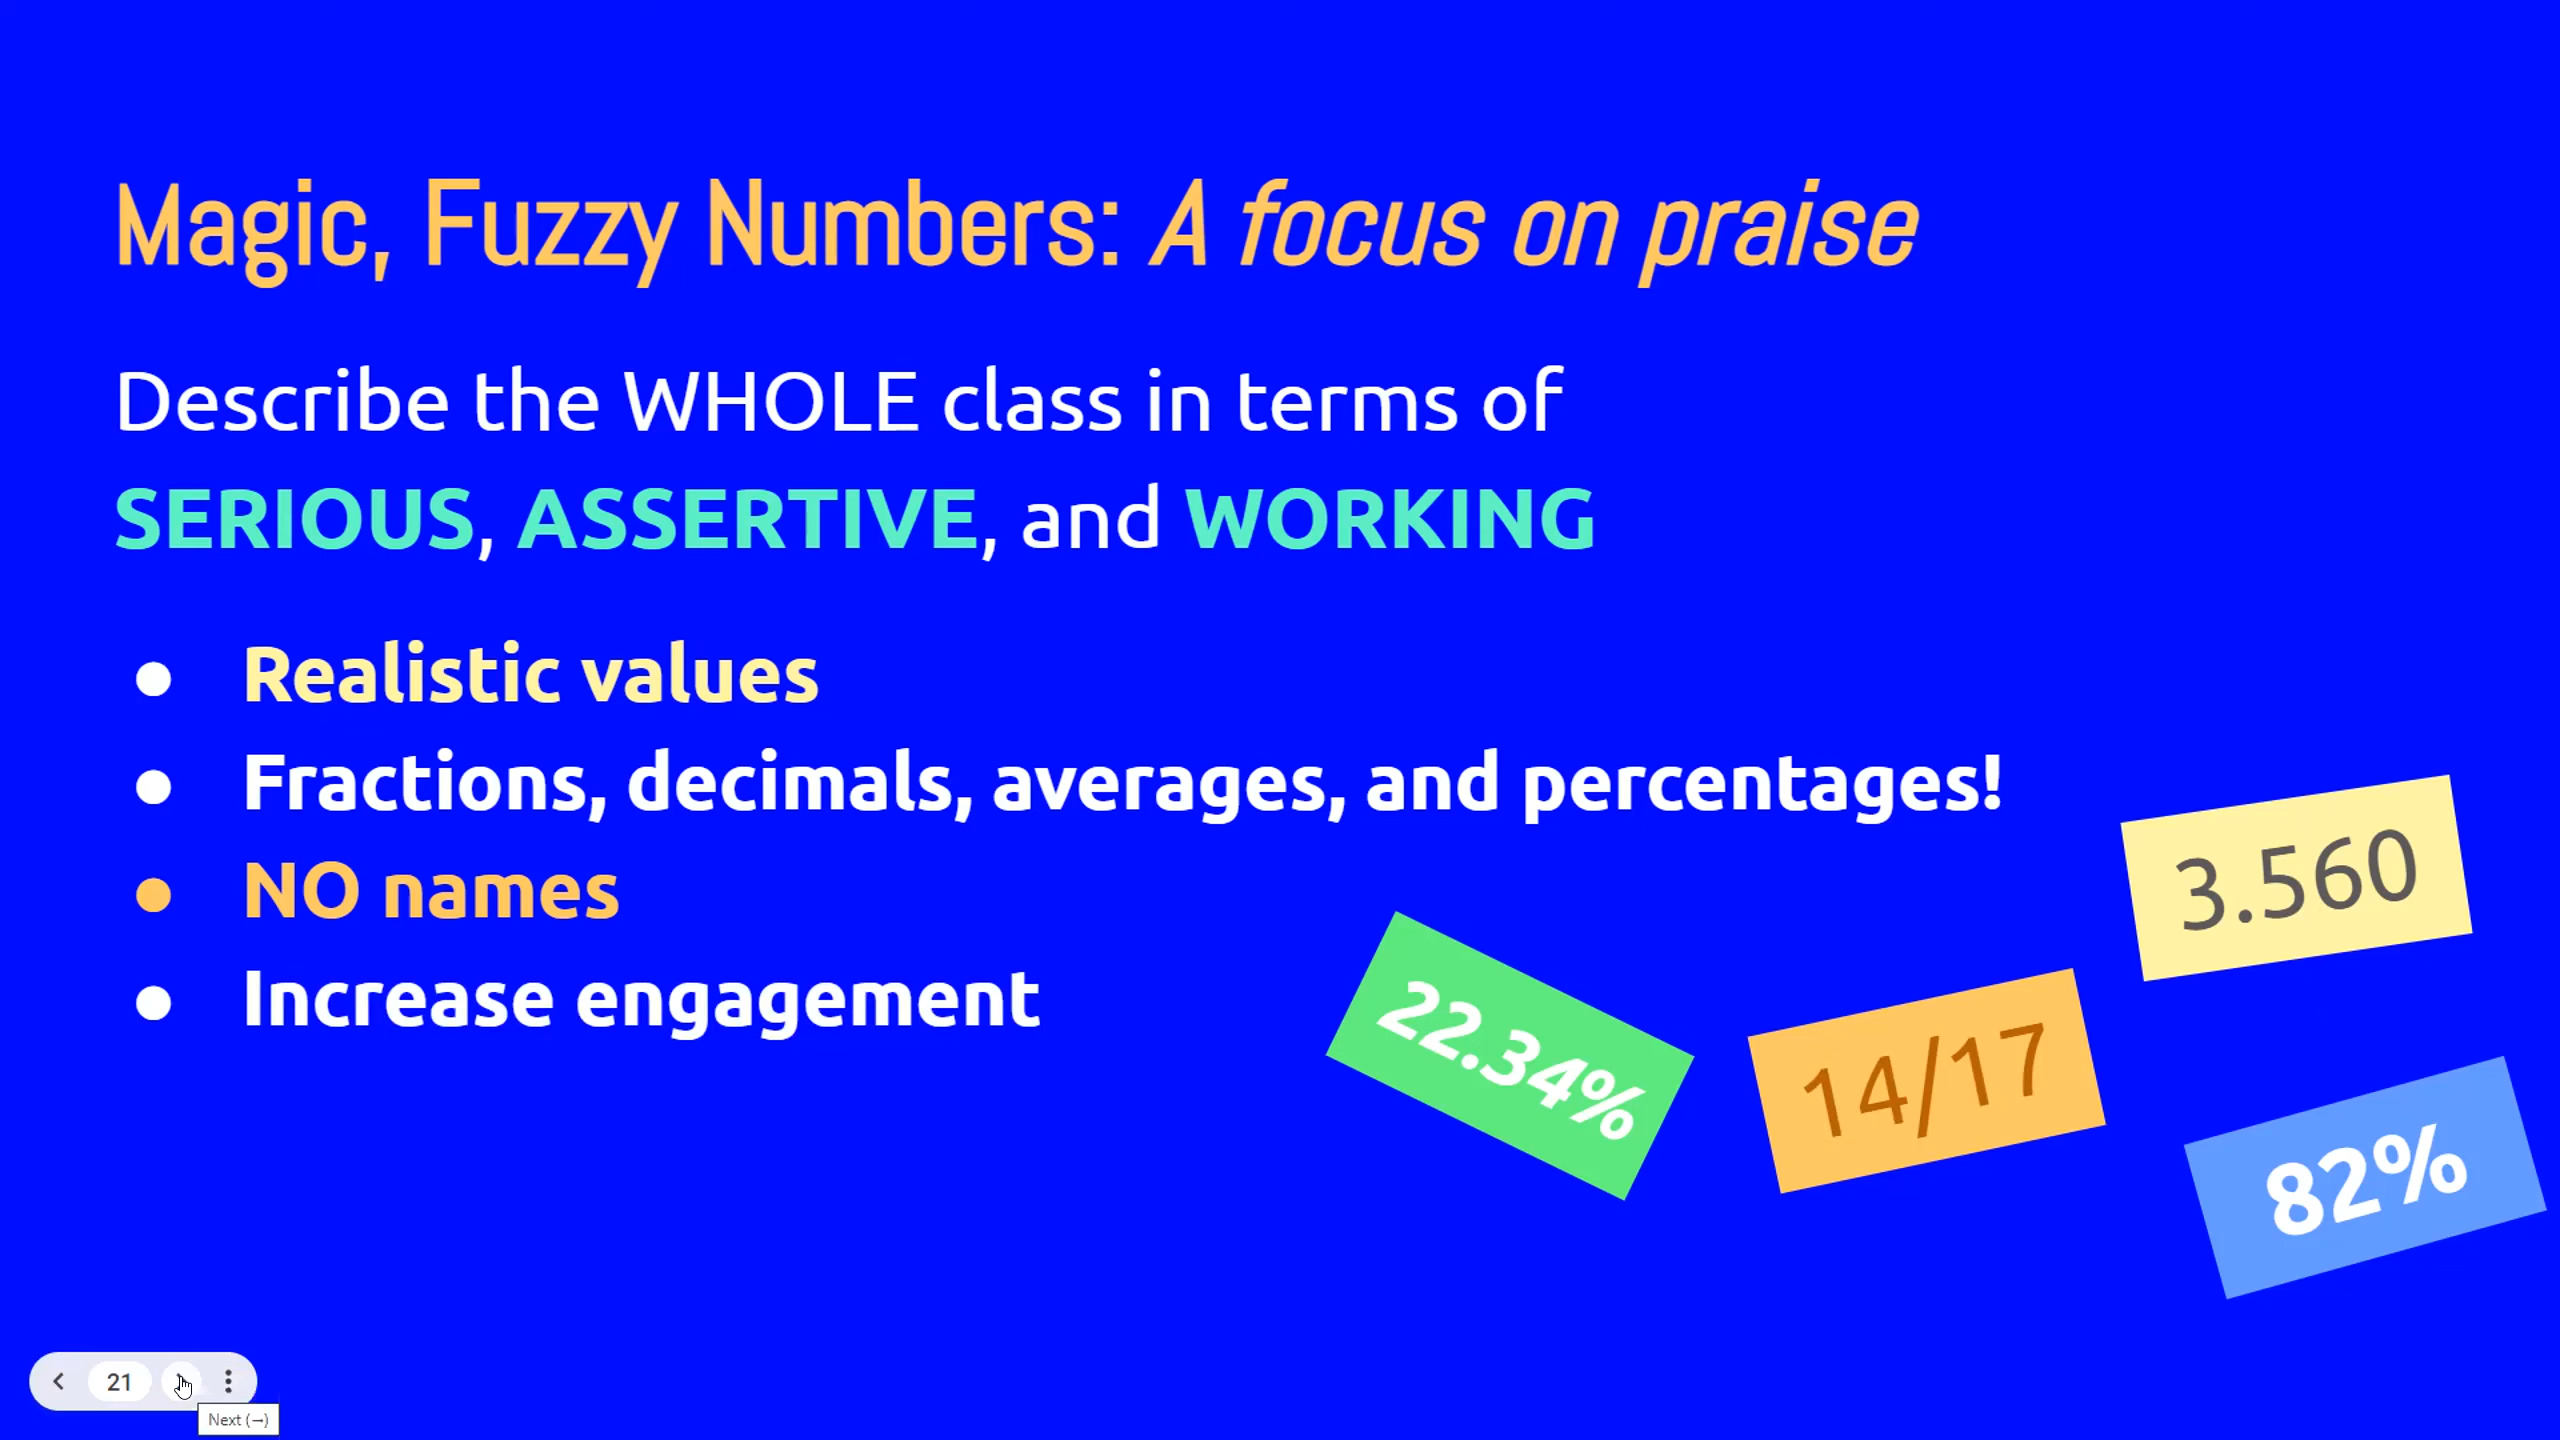 Magic, Fuzzy Numbers: A focus on praise
Describe the WHOLE class in terms of
SERIOUS, ASSERTIVE, and WORKING
● Realistic values
● Fractions, decimals, averages, and percentages!
● NO names
● Increase engagement
3.560
22.34%
14/17
82%
21
Next (→)